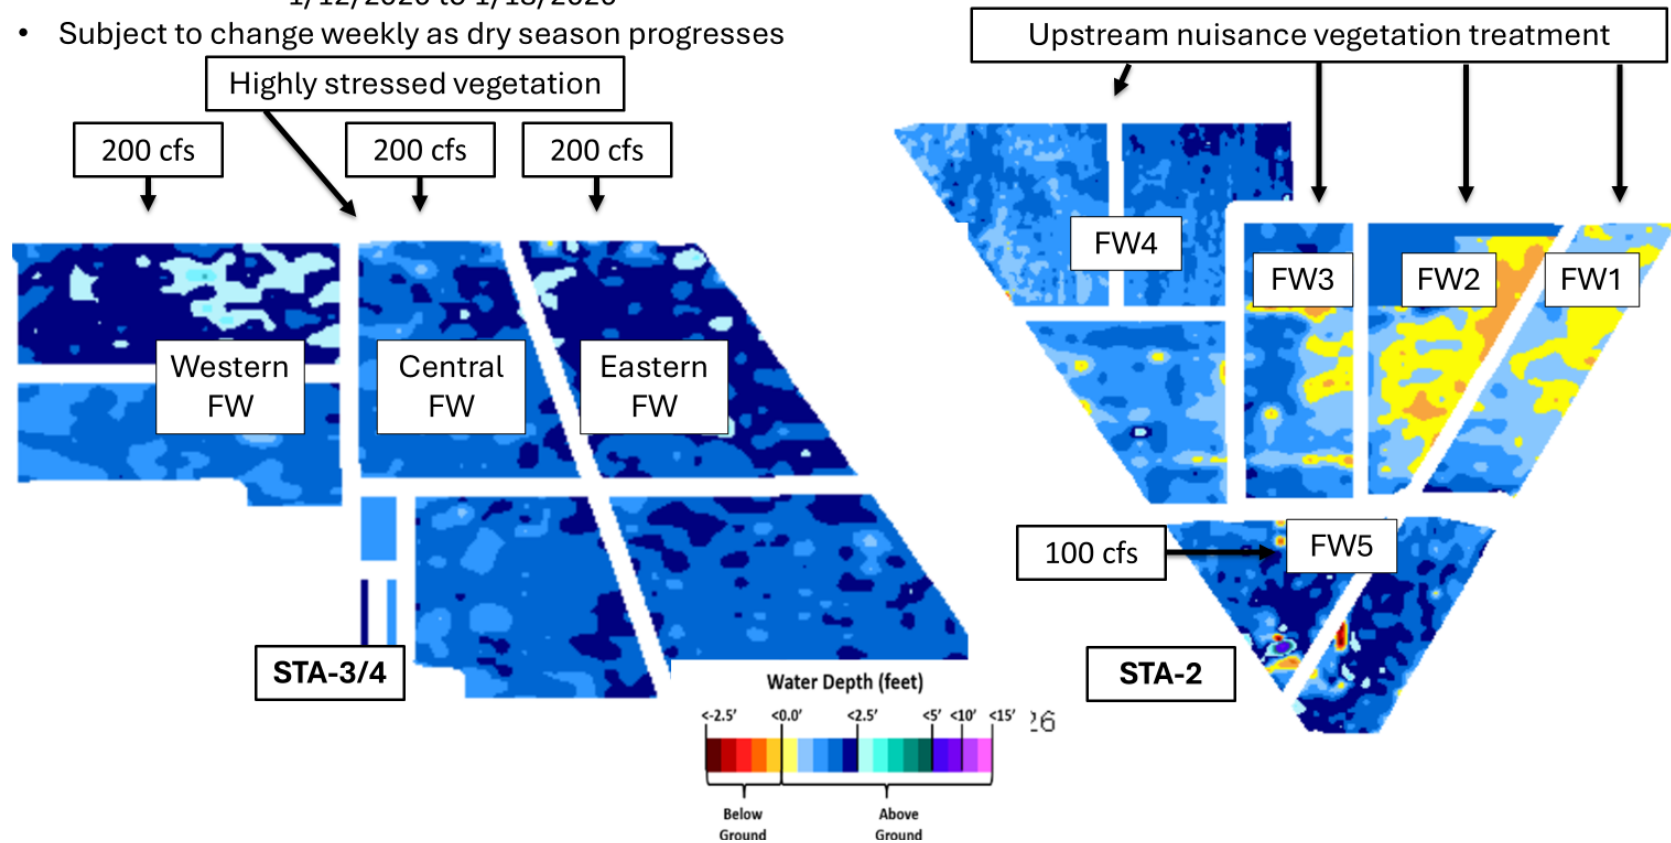 • Subject to change weekly as dry season progresses
Upstream nuisance vegetation treatment
Highly stressed vegetation
200 cfs
200 cfs
200 cfs
FW4
FW3
FW2
FW1
Western
FW
Central
FW
Eastern
FW
100 cfs
FW5
STA-3/4
STA-2
Water Depth (feet)
<-2.5' <0.0' <2.5' <5' <10' <15'
26
Below
Ground
Above
Ground